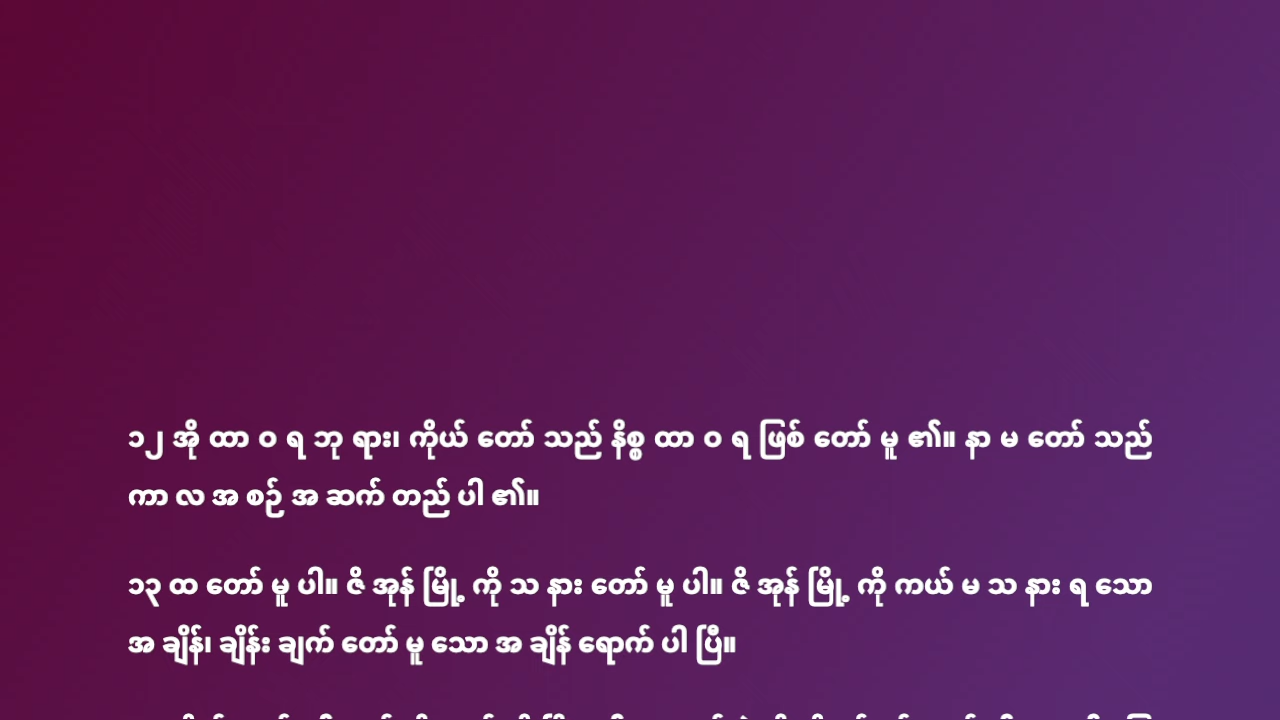 ၁၂ အို ထာ ဝ ရ ဘု ရား၊ ကိုယ် တော် သည် နိစ္စ ထာ ဝ ရ ဖြစ် တော် မူ ၏။ နာ မ တော် သည်
ကာ လ အ စဉ် အ ဆက် တည် ပါ ၏။
၁၃ ထ တော် မူ ပါ။ ဇိ အုန် မြို့ ကို သ နား တော် မူ ပါ။ ဇိ အုန် မြို့ ကို ကယ် မ သ နား ရ သော
အ ချိန်၊ ချိန်း ချက် တော် မူ သော အ ချိန် ရောက် ပါ ပြီ။